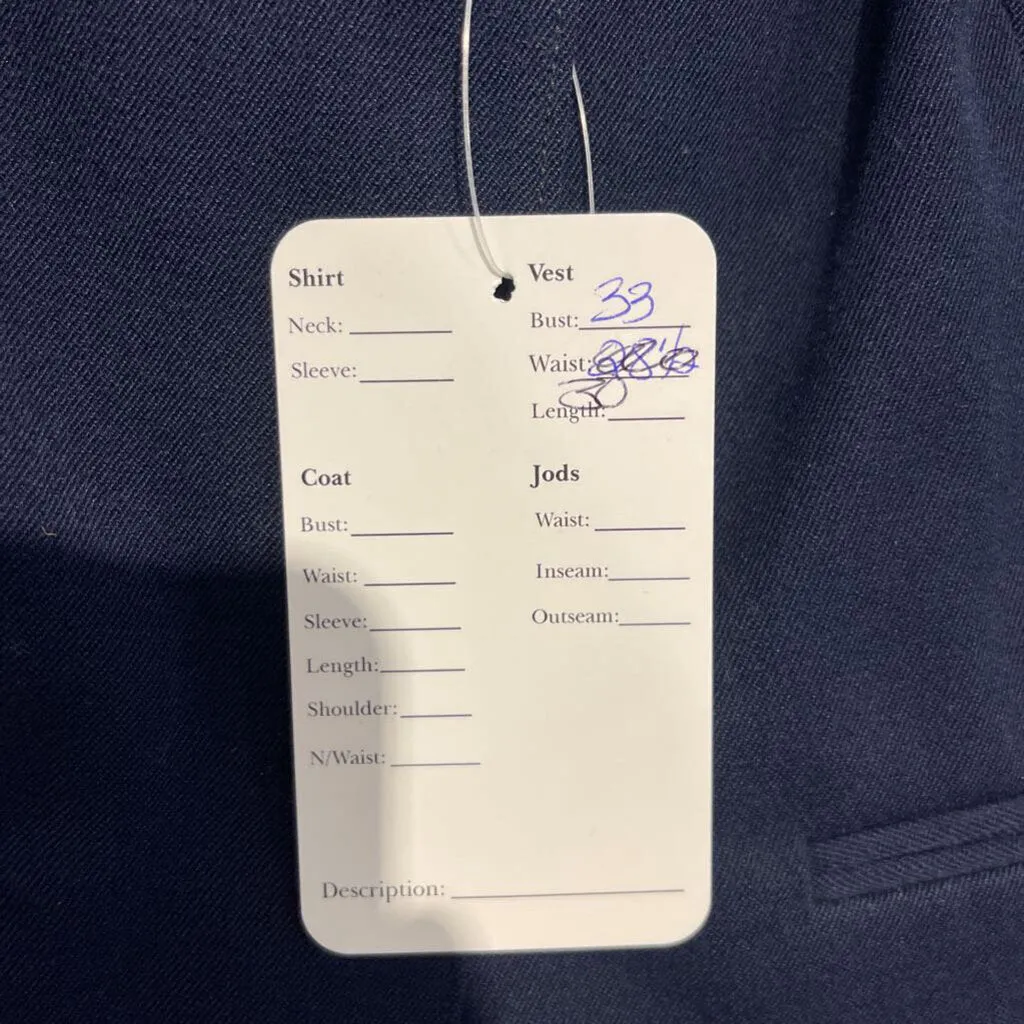 Shirt
Neck:
Sleeve:
Vest
Bust: 33
Waist:
30
Length:
Coat
Bust:
Waist:
Sleeve:
Length:
Shoulder:
N/Waist:
Jods
Waist:
Inseam:
Outseam:
Description: